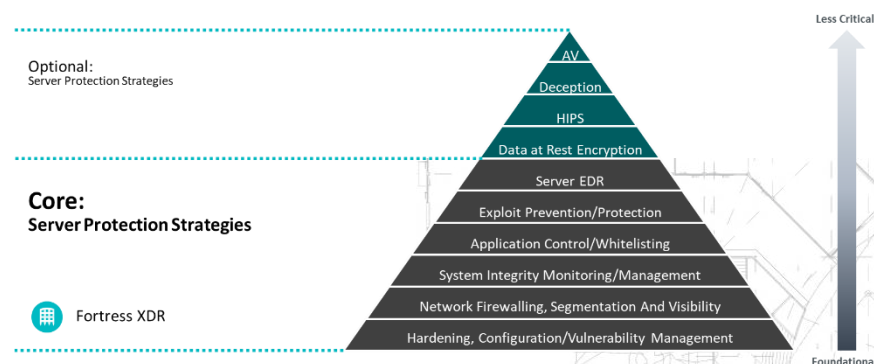 Less Critical
Optional:
Server Protection Strategies
AV
Deception
HIPS
Data at Rest Encryption
Core:
Server Protection Strategies
Server EDR
Exploit Prevention/Protection
Application Control/Whitelisting
System Integrity Monitoring/Management
Network Firewalling, Segmentation And Visibility
Hardening, Configuration/Vulnerability Management
Fortress XDR
Foundational